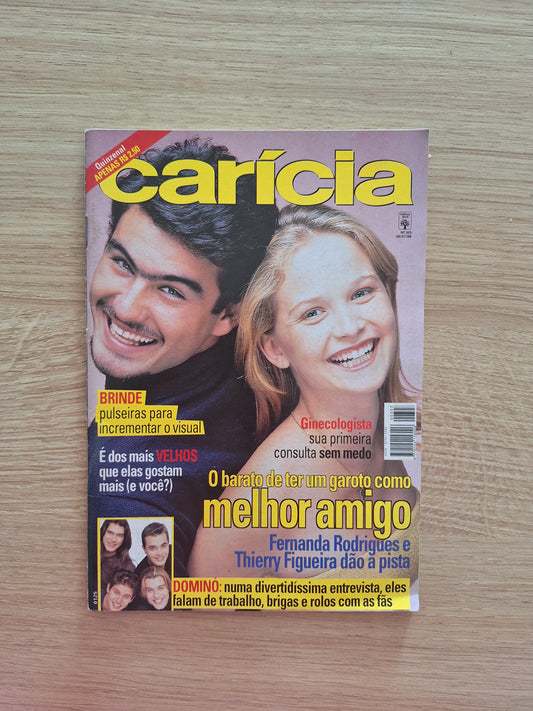 Quinzenal
APENAS R$ 2,50
carícia
BRINDE
pulseiras para
incrementar o visual
É dos mais VELHOS
que elas gostam
mais (e você?)
Ginecologista
sua primeira
consulta sem medo
O barato de ter um garoto como
melhor amigo
Fernanda Rodrigues e
Thierry Figueira dão a pista
DOMINÓ: numa divertidíssima entrevista, eles
falam de trabalho, brigas e rolos com as fãs
0125